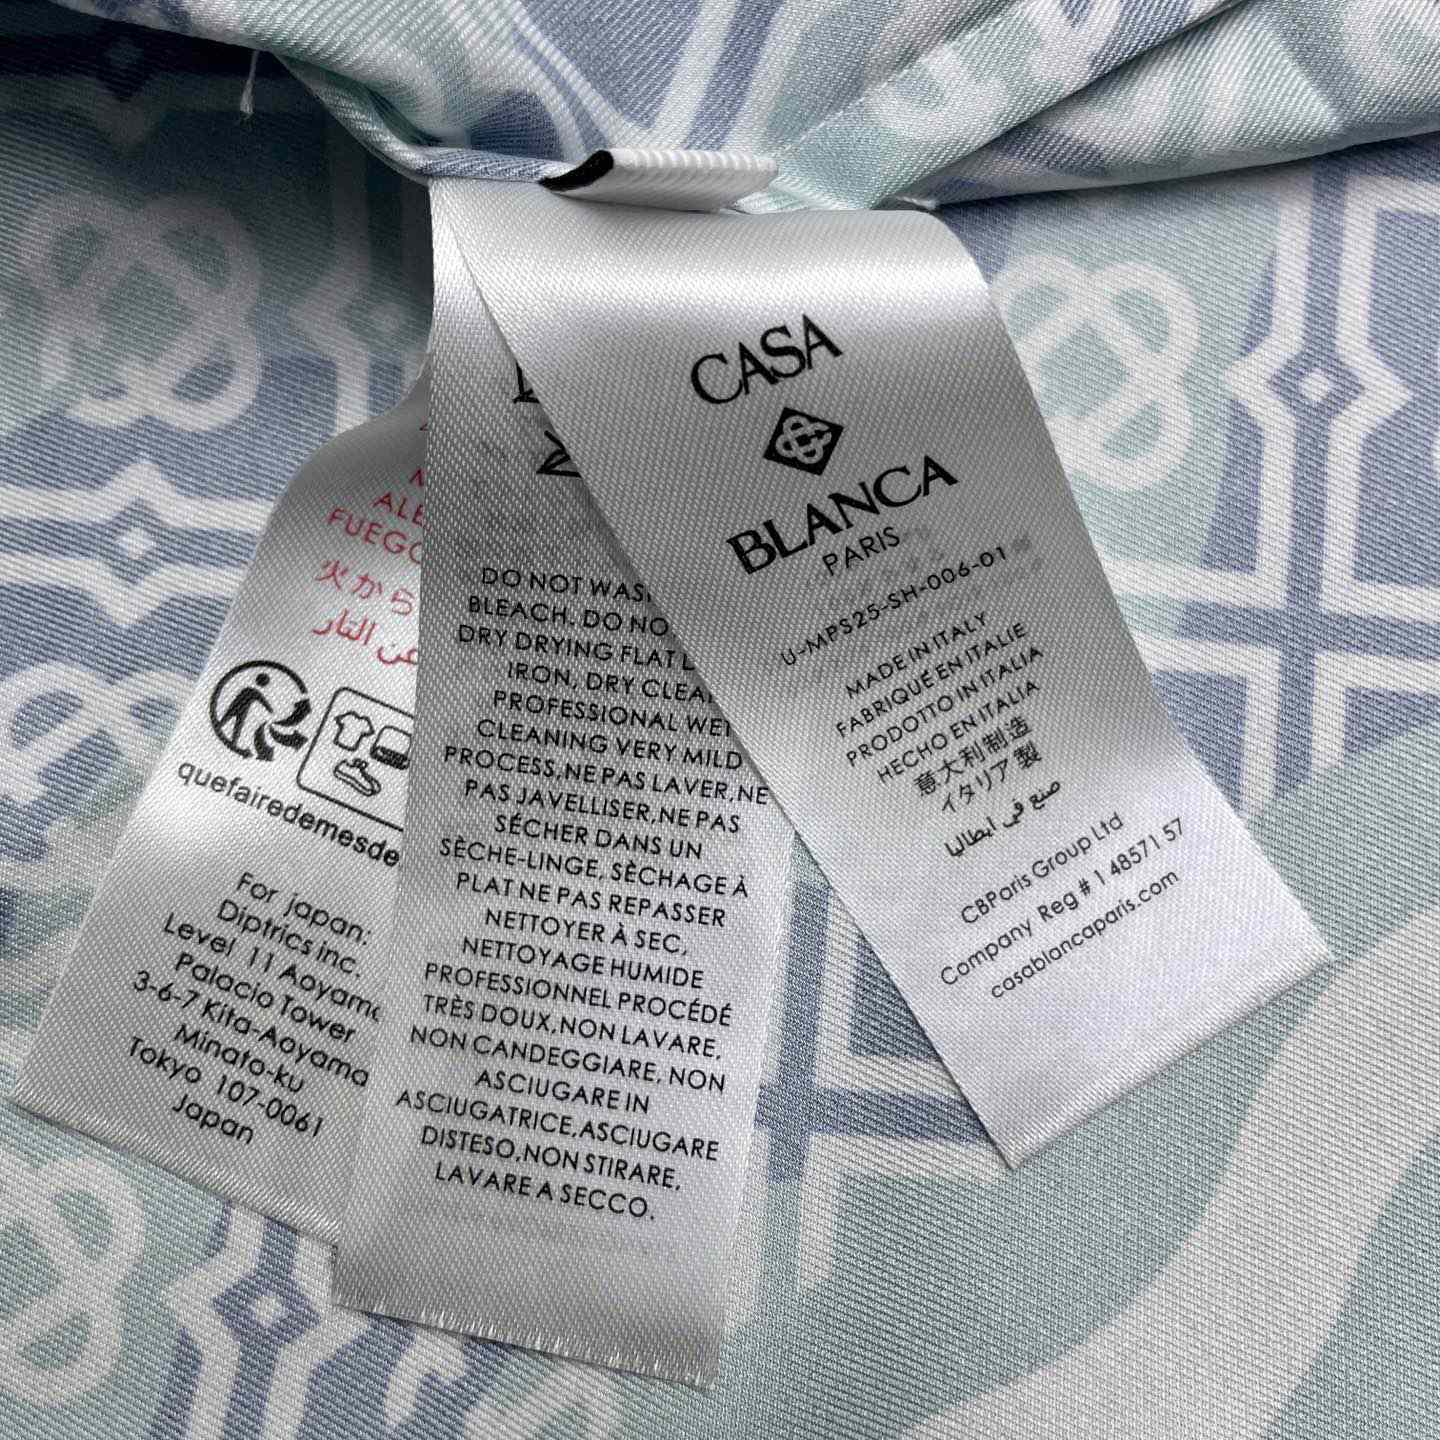 CASA
BLANCA
PARIS
U-MPS25-SH-006-01
MADE IN ITALY
FABRIQUÉ EN ITALIE
PRODOTTO IN ITALIA
HECHO EN ITALIA
意大利制造
イタリア製
صنع في ايطاليا
CBParis Group Ltd
Company Reg # 1 48571 57
casablancaparis.com
DO NOT WAS
BLEACH. DO NO
DRY DRYING FLAT
IRON, DRY CLEA
PROFESSIONAL WET
CLEANING VERY MILD
PROCESS,NE PAS LAVER,NE
PAS JAVELLISER,NE PAS
SÉCHER DANS UN
SÈCHE-LINGE, SÈCHAGE À
PLAT NE PAS REPASSER
NETTOYER À SEC,
NETTOYAGE HUMIDE
PROFESSIONNEL PROCÉDÉ
TRÈS DOUX.NON LAVARE,
NON CANDEGGIARE, NON
ASCIUGARE IN
ASCIUGATRICE,ASCIUGARE
DISTESO,NON STIRARE,
LAVARE A SECCO.
ALE
FUEGO
火から
عن النار
quefairedemesde
For japan:
Diptrics inc.
Level 11 Aoyama
Palacio Tower
3-6-7 Kita-Aoyama
Minato-ku
Tokyo 107-0061
Japan